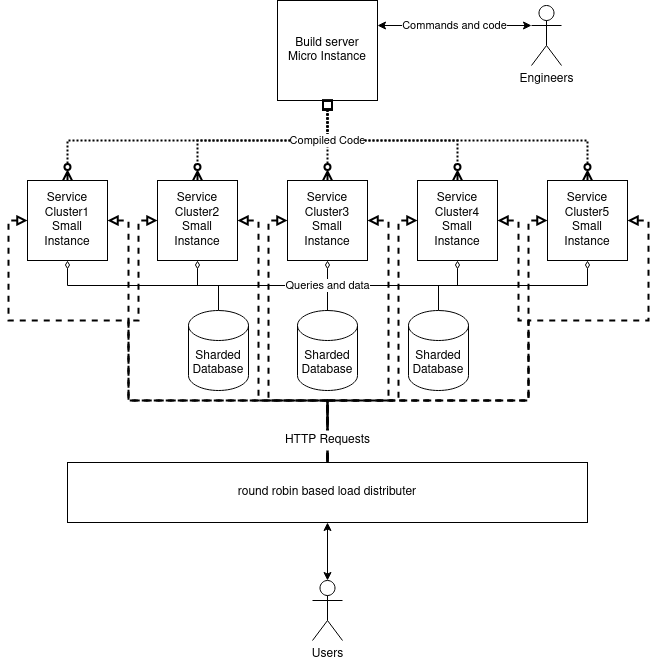 Build server
Micro Instance
Commands and code
Engineers
Compiled Code
Service
Cluster1
Small
Instance
Service
Cluster2
Small
Instance
Service
Cluster3
Small
Instance
Service
Cluster4
Small
Instance
Service
Cluster5
Small
Instance
Queries and data
Sharded
Database
Sharded
Database
Sharded
Database
HTTP Requests
round robin based load distributer
Users